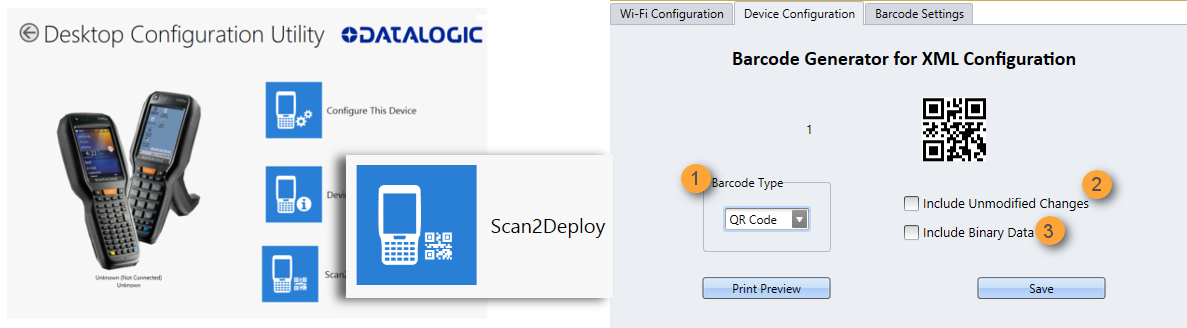 Desktop Configuration Utility
DATALOGIC
Configure This Device
Devi
Scan2
Scan2Deploy
Unknown (Not Connected)
Unknown
Wi-Fi Configuration
Device Configuration
Barcode Settings
Barcode Generator for XML Configuration
1
1
Barcode Type
QR Code
2
Include Unmodified Changes
Include Binary Data
3
Print Preview
Save